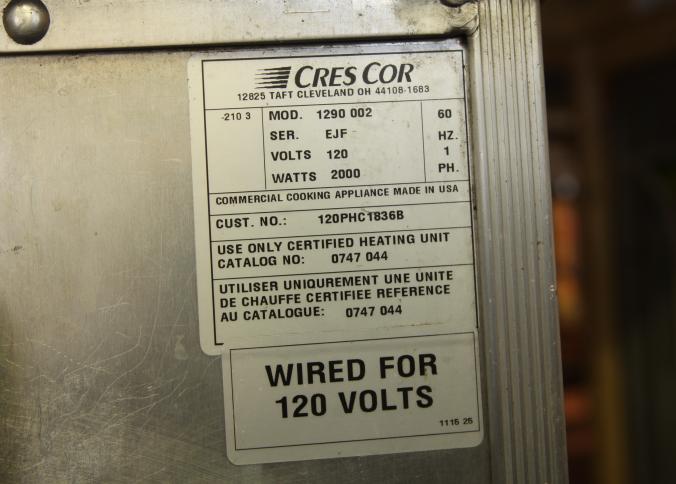 CRES COR
12825 TAFT CLEVELAND OH 44108-1683
-210 3
MOD. 1290 002
60
SER. EJF
HZ.
VOLTS 120
1
WATTS 2000
PH.
COMMERCIAL COOKING APPLIANCE MADE IN USA
CUST. NO.: 120PHC1836B
USE ONLY CERTIFIED HEATING UNIT
CATALOG NO: 0747 044
UTILISER UNIQUREMENT UNE UNITE
DE CHAUFFE CERTIFIEE REFERENCE
AU CATALOGUE: 0747 044
WIRED FOR
120 VOLTS
1115 25